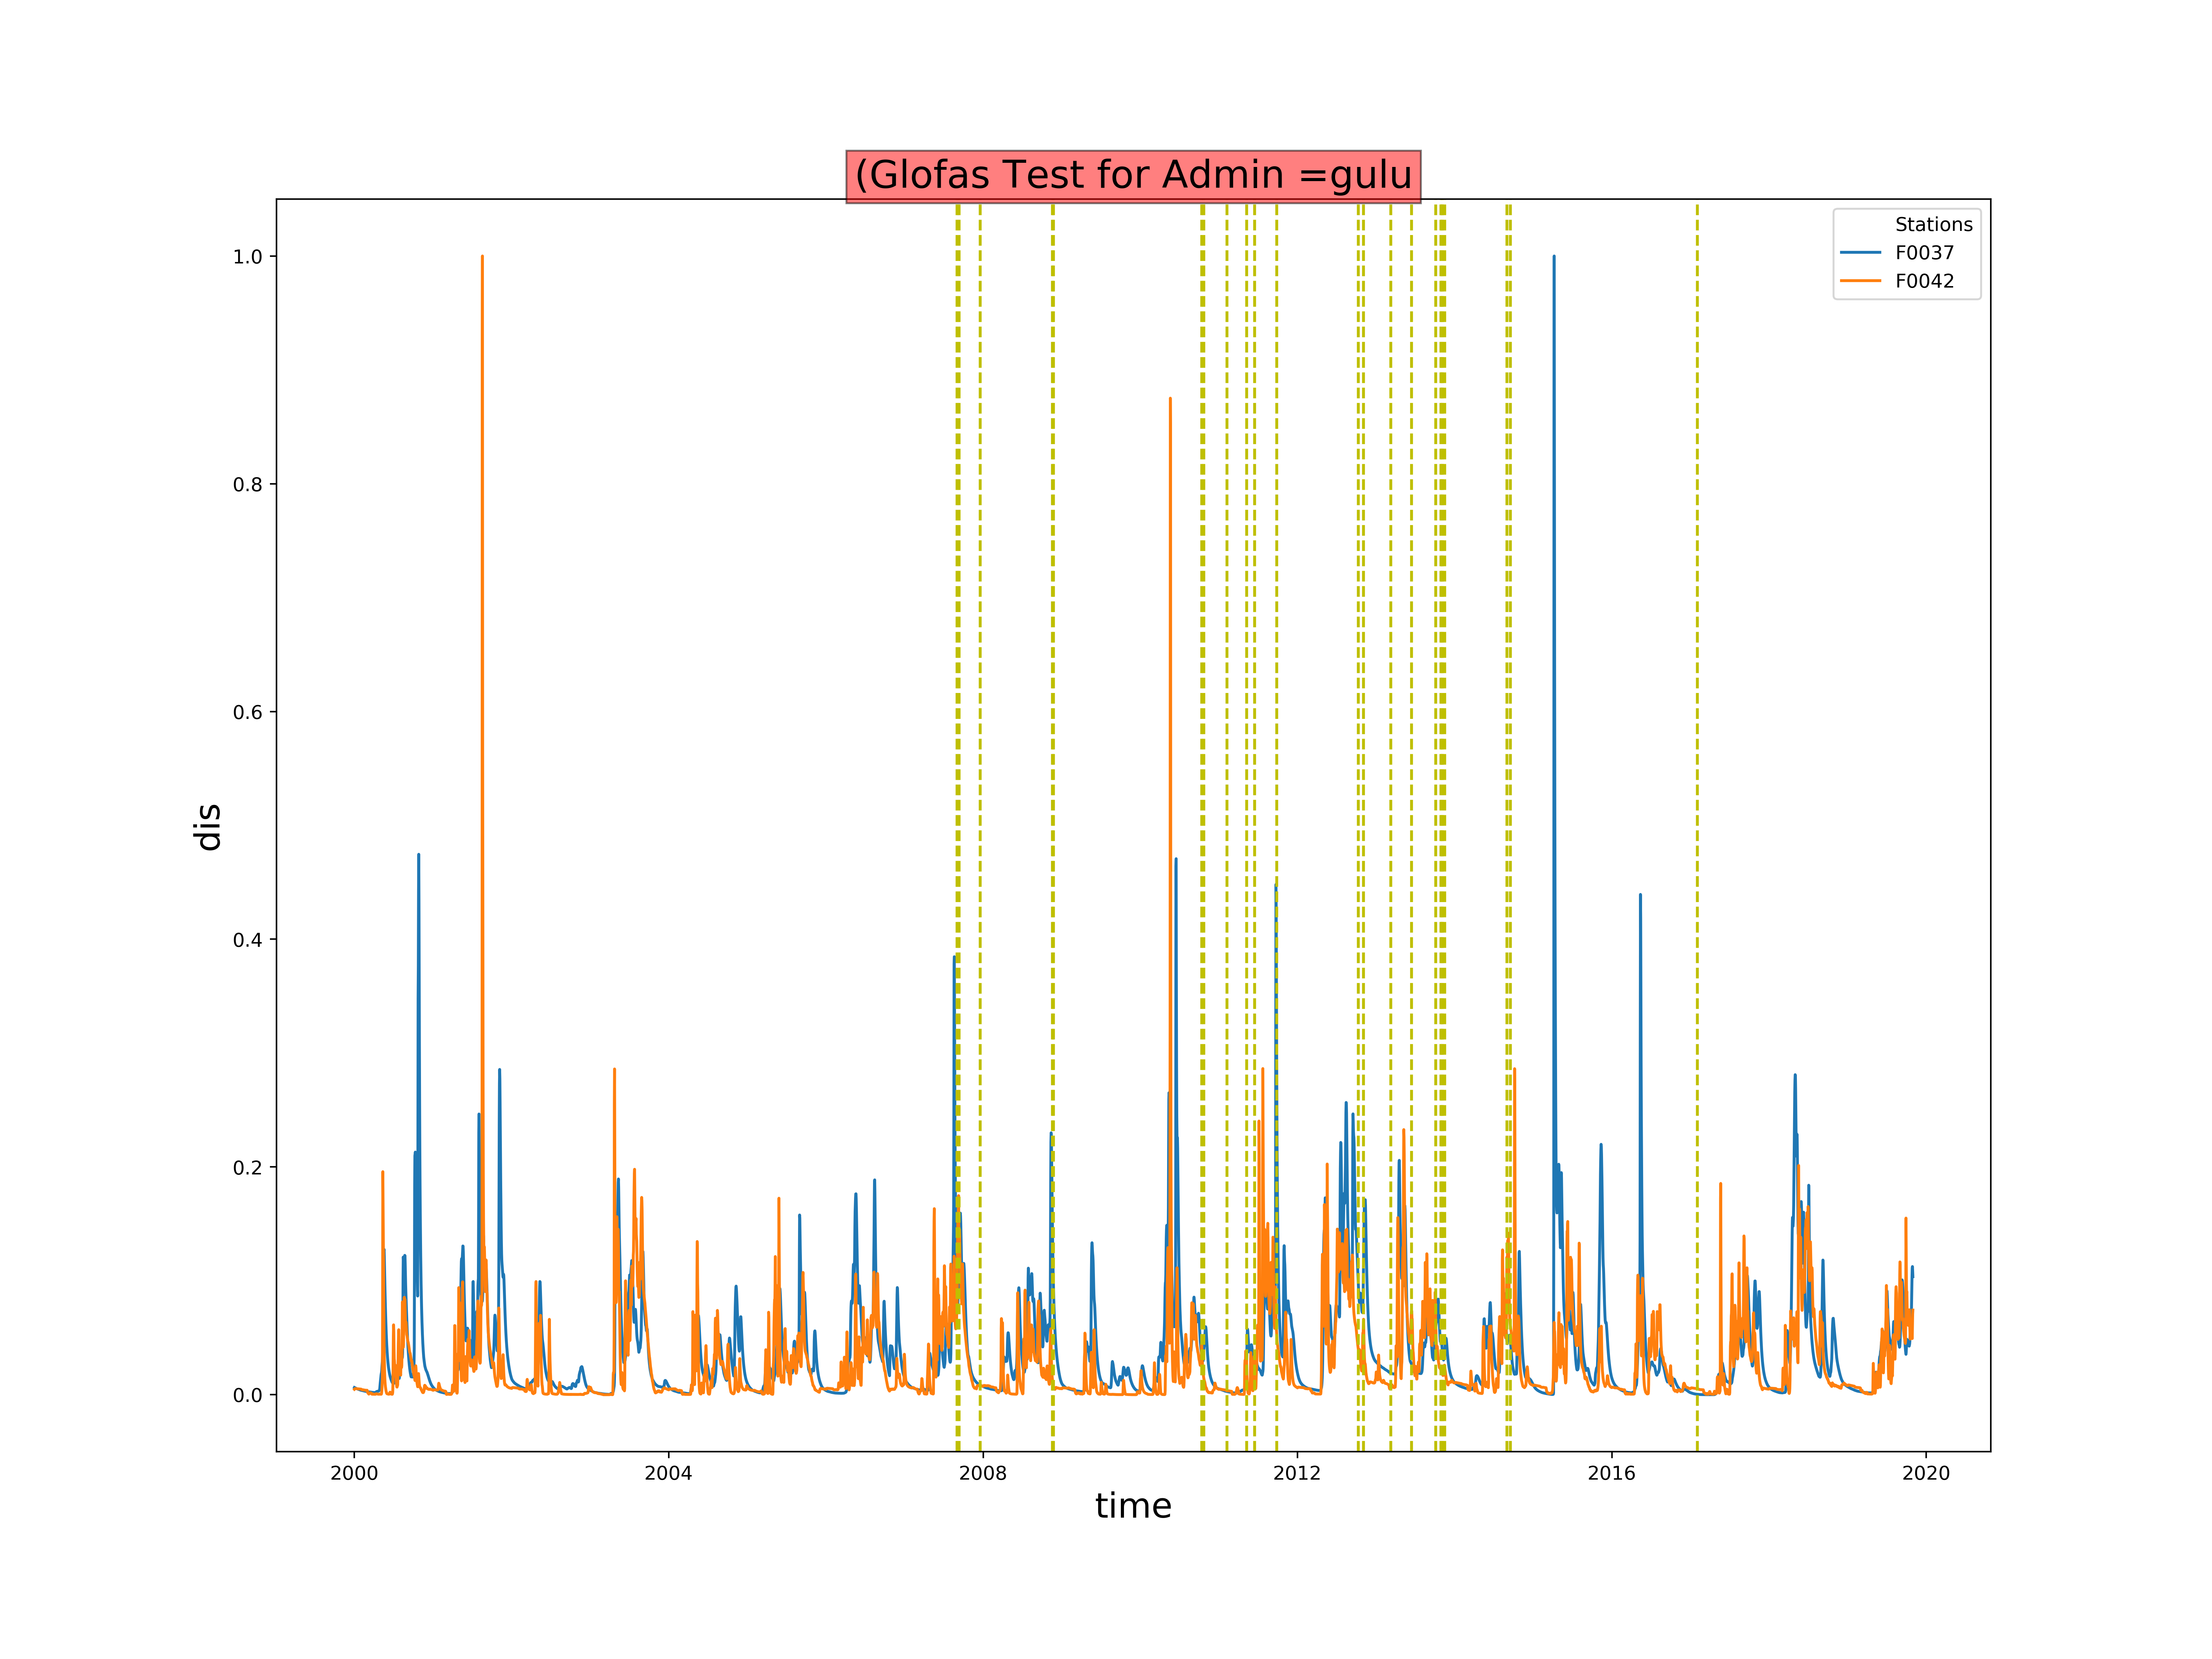 (Glofas Test for Admin =gulu
Stations
F0037
F0042
1.0
0.8
0.6
0.4
0.2
0.0
dis
2000 2004 2008 2012 2016 2020
time